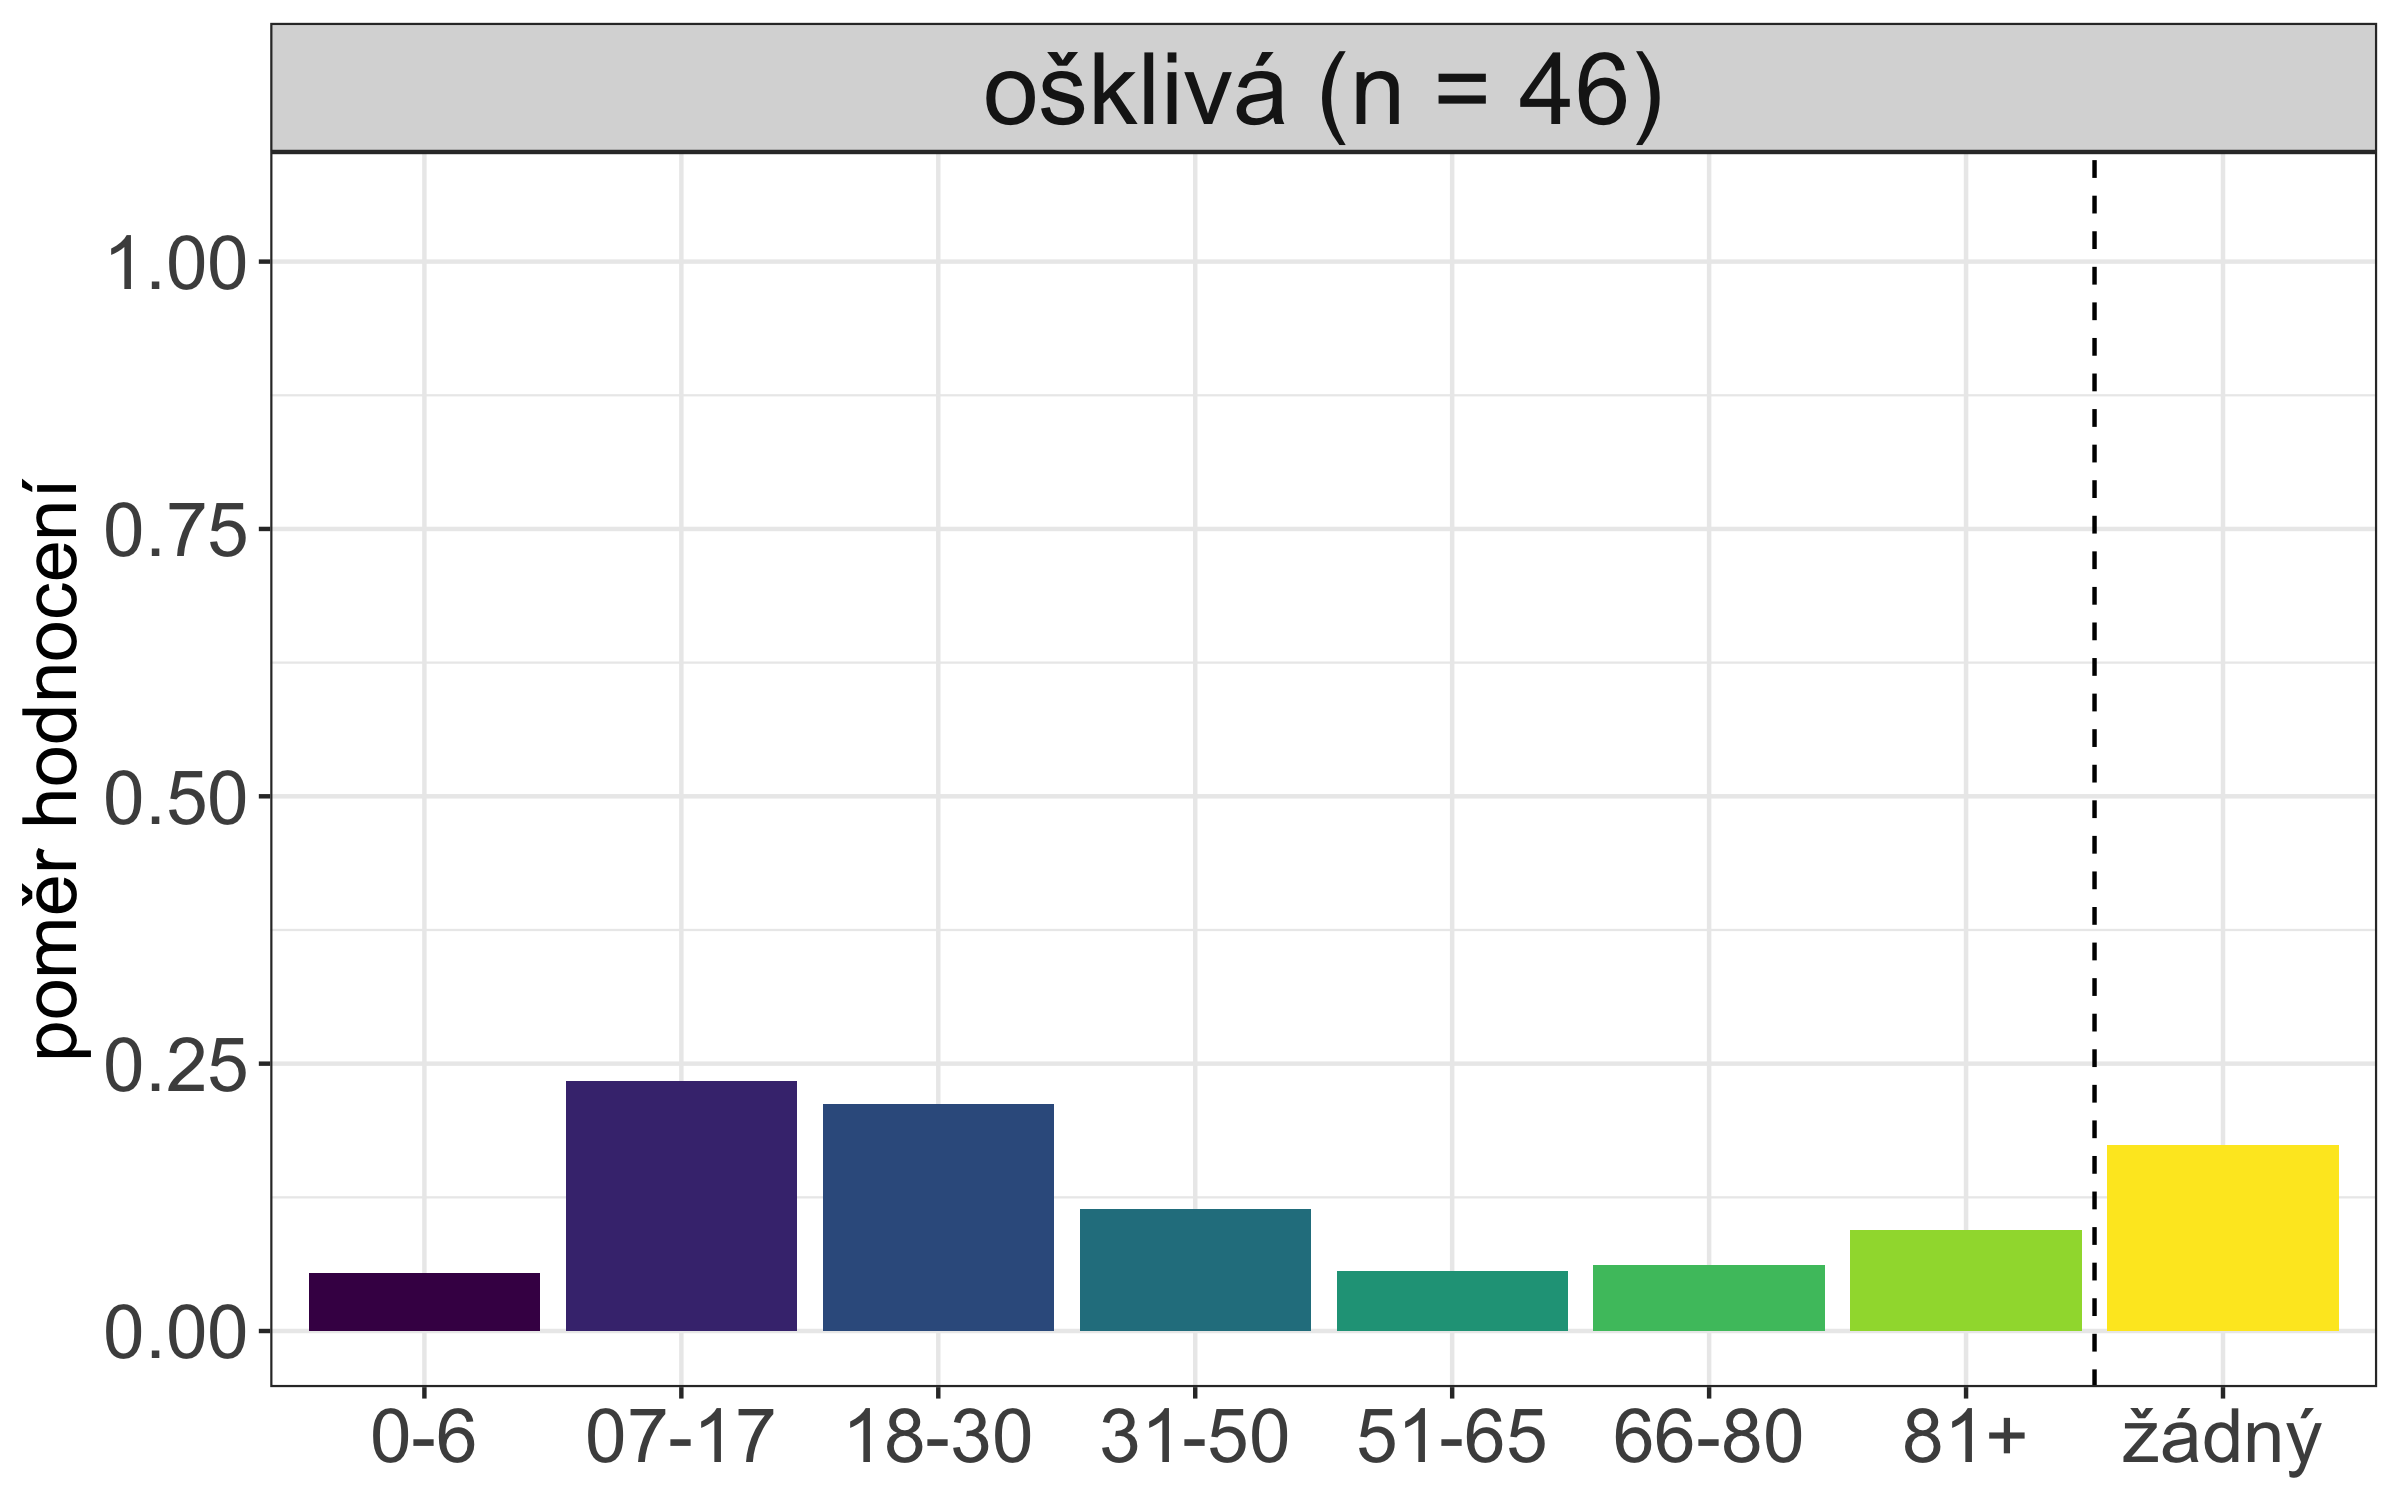 ošklivá (n = 46)
poměr hodnocení
1.00
0.75
0.50
0.25
0.00
0-6 07-17 18-30 31-50 51-65 66-80 81+ žádný